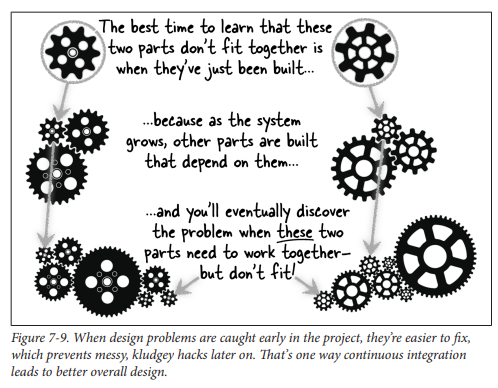 The best time to learn that these
two parts don't fit together is
when they've just been built...
...because as the system
grows, other parts are built
that depend on them...
...and you'll eventually discover
the problem when these two
parts need to work together—
but don't fit!
Figure 7-9. When design problems are caught early in the project, they're easier to fix,
which prevents messy, kludgey hacks later on. That's one way continuous integration
leads to better overall design.